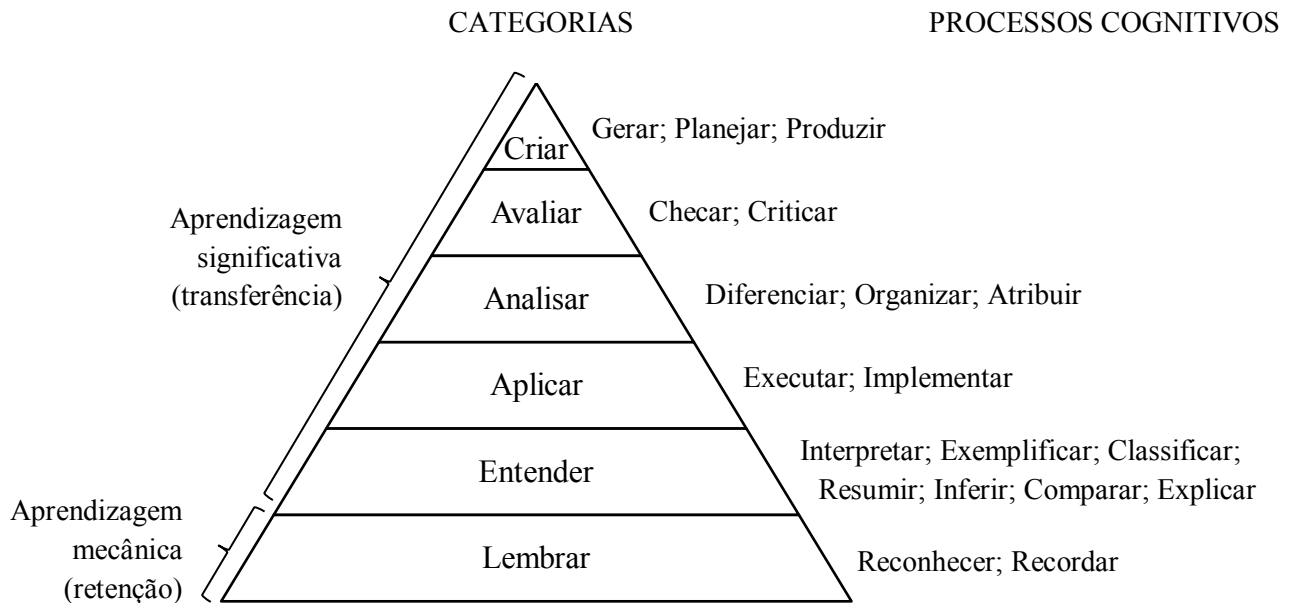 CATEGORIAS
PROCESSOS COGNITIVOS
Criar
Gerar; Planejar; Produzir
Avaliar
Checar; Criticar
Aprendizagem
significativa
(transferência)
Analisar
Diferenciar; Organizar; Atribuir
Aplicar
Executar; Implementar
Entender
Interpretar; Exemplificar; Classificar;
Resumir; Inferir; Comparar; Explicar
Aprendizagem
mecânica
(retenção)
Lembrar
Reconhecer; Recordar